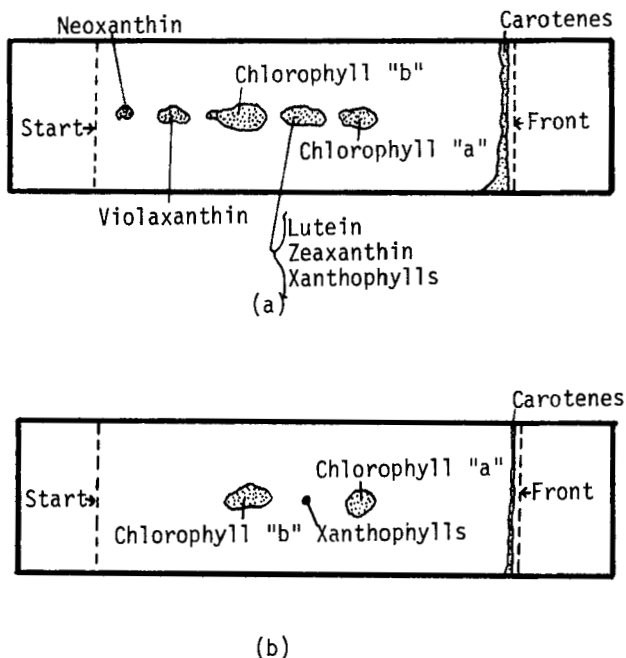 Carotenes
Neoxanthin
Chlorophyll "b"
Start
Front
Chlorophyll "a"
Violaxanthin
Lutein
Zeaxanthin
Xanthophylls
(a)
Carotenes
Chlorophyll "a"
Start
Front
Chlorophyll "b" Xanthophylls
(b)